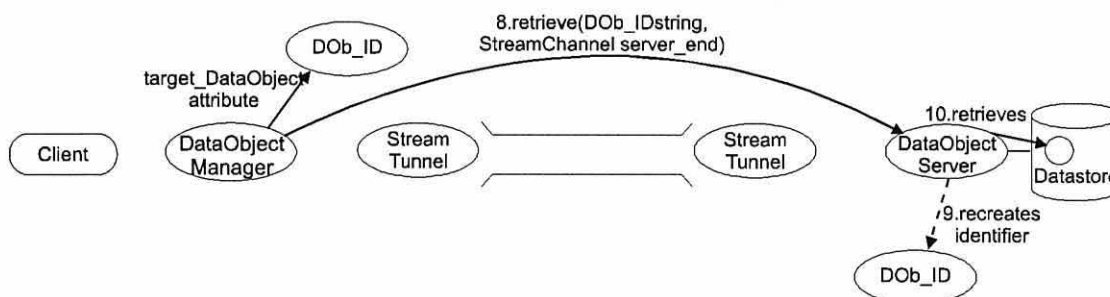 8.retrieve(DOb_IDstring,
StreamChannel server_end)
DOb_ID
target_DataObject
attribute
Client
DataObject
Manager
Stream
Tunnel
Stream
Tunnel
DataObject
Server
10.retrieves
Datastore
9.recreates
identifier
DOb_ID